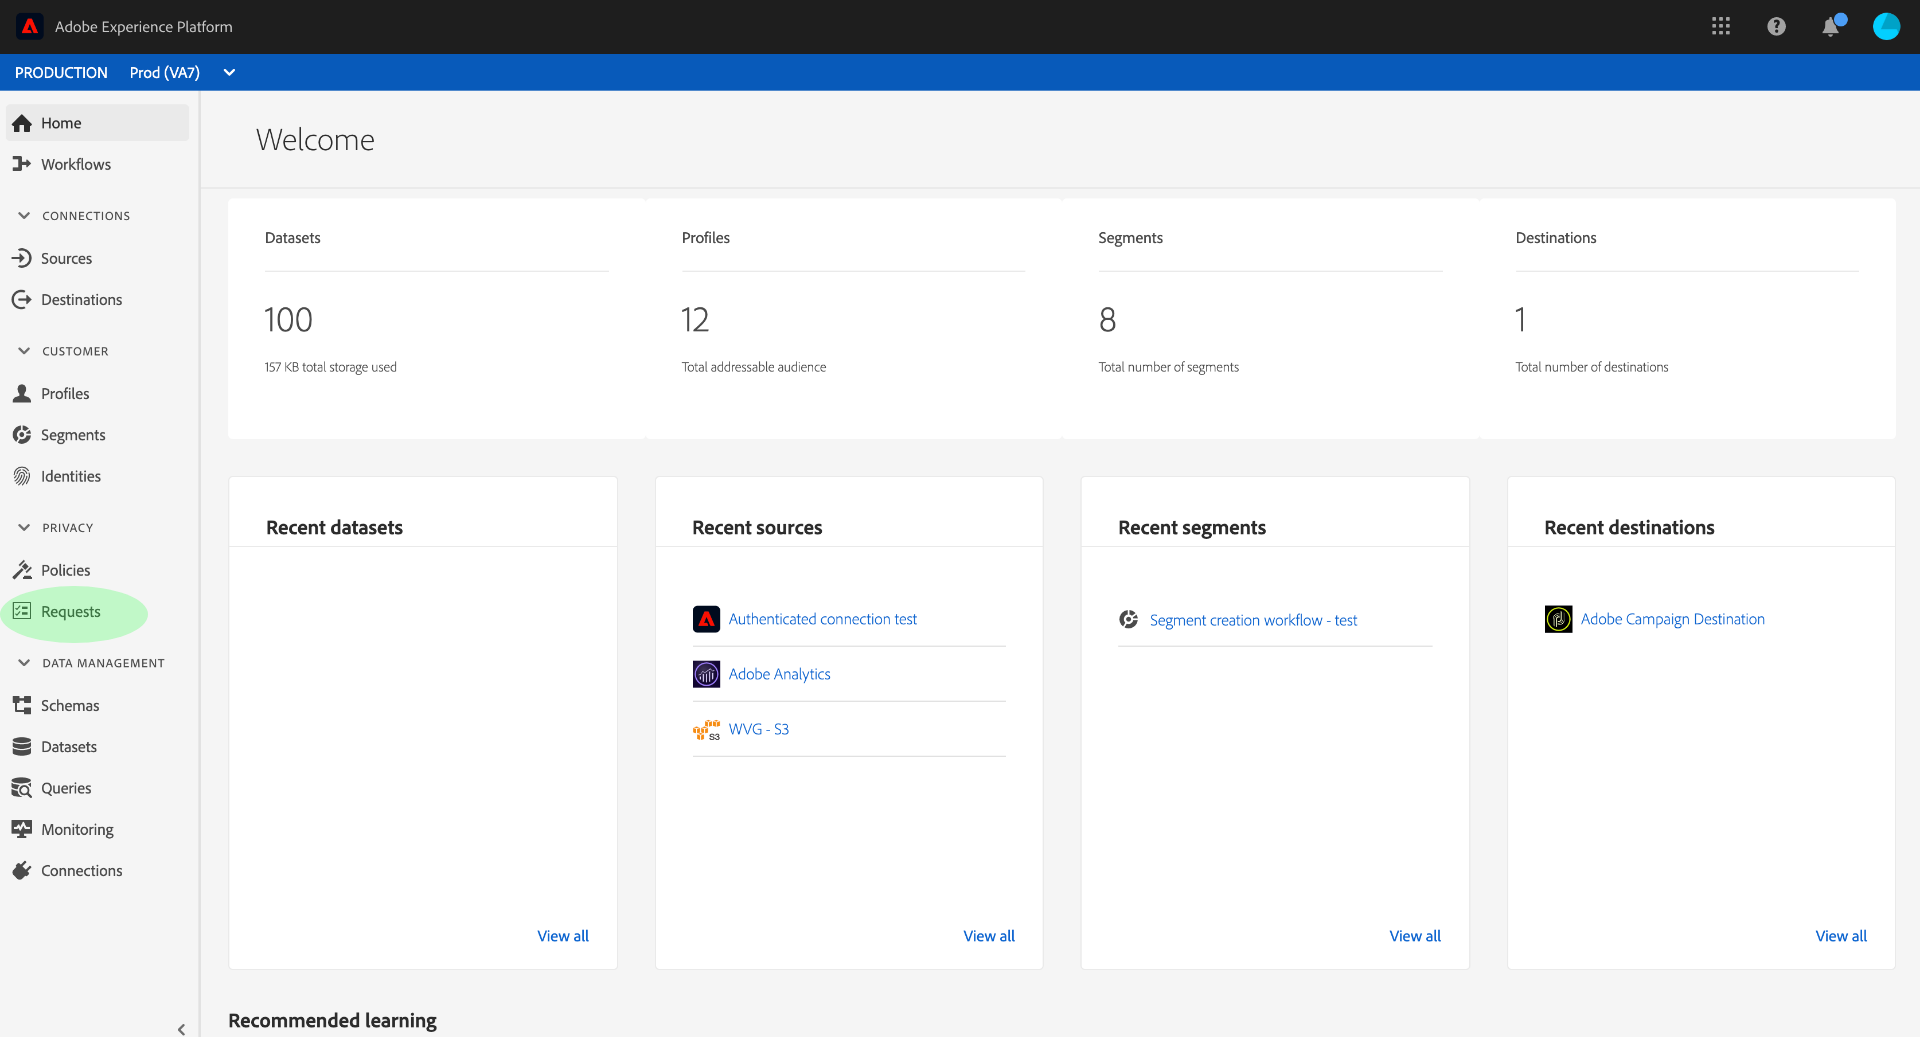 Adobe Experience Platform
PRODUCTION Prod (VA7)
Home
Workflows
CONNECTIONS
Sources
Destinations
CUSTOMER
Profiles
Segments
Identities
PRIVACY
Policies
Requests
DATA MANAGEMENT
Schemas
Datasets
Queries
Monitoring
Connections
Welcome
Datasets
100
157 KB total storage used
Profiles
12
Total addressable audience
Segments
8
Total number of segments
Destinations
1
Total number of destinations
Recent datasets
View all
Recent sources
Authenticated connection test
Adobe Analytics
S3 WVG - S3
View all
Recent segments
Segment creation workflow - test
View all
Recent destinations
Adobe Campaign Destination
View all
Recommended learning